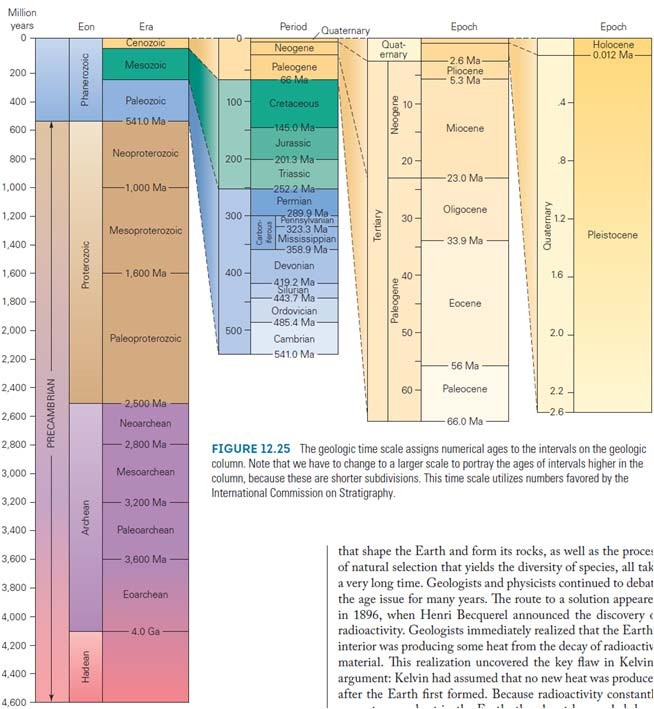 Million
years
Eon
Era
Period
Quaternary
Epoch
Epoch
0
200
400
600
800
1,000
1,200
1,400
1,600
1,800
2,000
2,200
2,400
2,600
2,800
3,000
3,200
3,400
3,600
3,800
4,000
4,200
4,400
4,600
PRECAMBRIAN
Phanerozoic
Proterozoic
Archean
Hadean
Cenozoic
Mesozoic
Paleozoic
541.0 Ma
Neoproterozoic
1,000 Ma
Mesoproterozoic
1,600 Ma
Paleoproterozoic
2,500 Ma
Neoarchean
2,800 Ma
Mesoarchean
3,200 Ma
Paleoarchean
3,600 Ma
Eoarchean
4.0 Ga
0
100
200
300
400
500
Neogene
Paleogene
66 Ma
Cretaceous
145.0 Ma
Jurassic
201.3 Ma
Triassic
252.2 Ma
Permian
289.9 Ma
Carbon-
iferous
Pennsylvanian
323.3 Ma
Mississippian
358.9 Ma
Devonian
419.2 Ma
Silurian
443.7 Ma
Ordovician
485.4 Ma
Cambrian
541.0 Ma
Quat-
ernary
Tertiary
Neogene
Paleogene
10
20
30
40
50
60
2.6 Ma
Pliocene
5.3 Ma
Miocene
23.0 Ma
Oligocene
33.9 Ma
Eocene
56 Ma
Paleocene
66.0 Ma
Quaternary
.4
.8
1.2
1.6
2.0
2.2
2.6
Holocene
0.012 Ma
Pleistocene
FIGURE 12.25 The geologic time scale assigns numerical ages to the intervals on the geologic
column. Note that we have to change to a larger scale to portray the ages of intervals higher in the
column, because these are shorter subdivisions. This time scale utilizes numbers favored by the
International Commission on Stratigraphy.
that shape the Earth and form its rocks, as well as the proces
of natural selection that yields the diversity of species, all tak
a very long time. Geologists and physicists continued to debat
the age issue for many years. The route to a solution appeare
in 1896, when Henri Becquerel announced the discovery
radioactivity. Geologists immediately realized that the Earth
interior was producing some heat from the decay of radioactiv
material. This realization uncovered the key flaw in Kelvin
argument: Kelvin had assumed that no new heat was produce
after the Earth first formed. Because radioactivity constantl